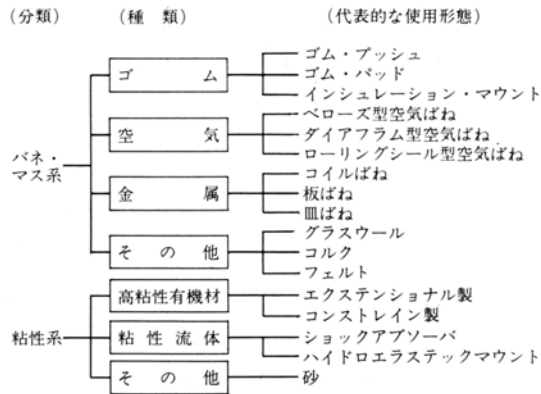 (分類) (種 類) (代表的な使用形態)
ゴム・ブッシュ
ゴ ム ゴム・パッド
インシュレーション・マウント
ベローズ型空気ばね
空 気 ダイアフラム型空気ばね
ローリングシール型空気ばね
バネ・マス系
コイルばね
金 属 板ばね
皿ばね
グラスウール
そ の 他 コルク
フェルト
高粘性有機材 エクステンショナル製
コンストレイン製
粘性系 粘 性 流 体 ショックアブソーバ
ハイドロエラステックマウント
そ の 他 砂